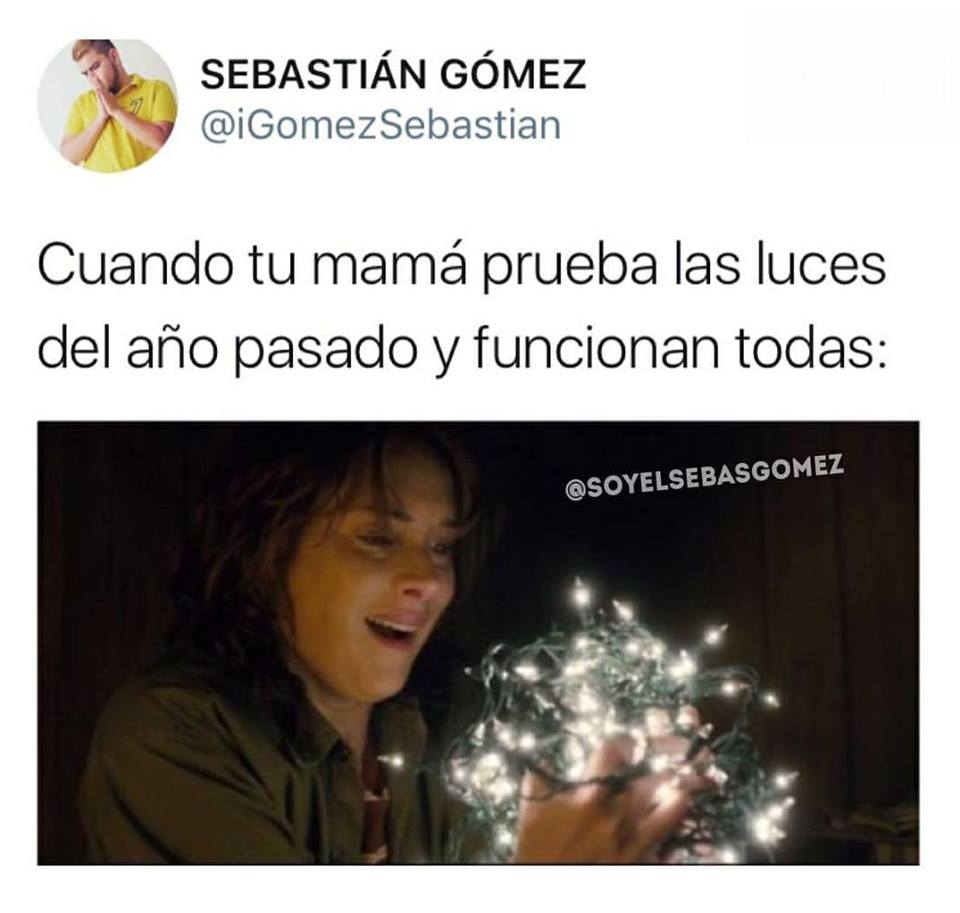 SEBASTIÁN GÓMEZ
@iGomezSebastian
Cuando tu mamá prueba las luces
del año pasado y funcionan todas:
@SOYELSEBASGOMEZ